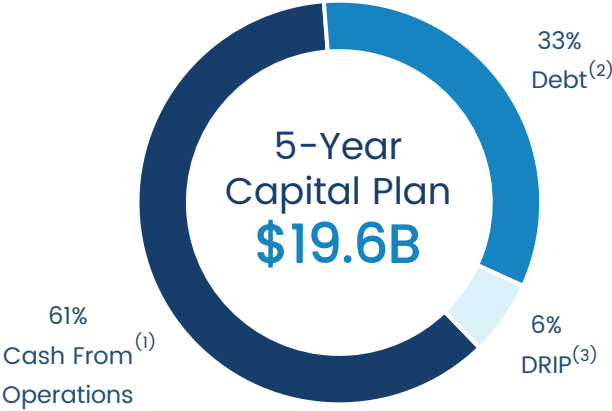 33%
Debt(2)
5-Year
Capital Plan
$19.6B
61%
Cash From(1)
Operations
6%
DRIP(3)